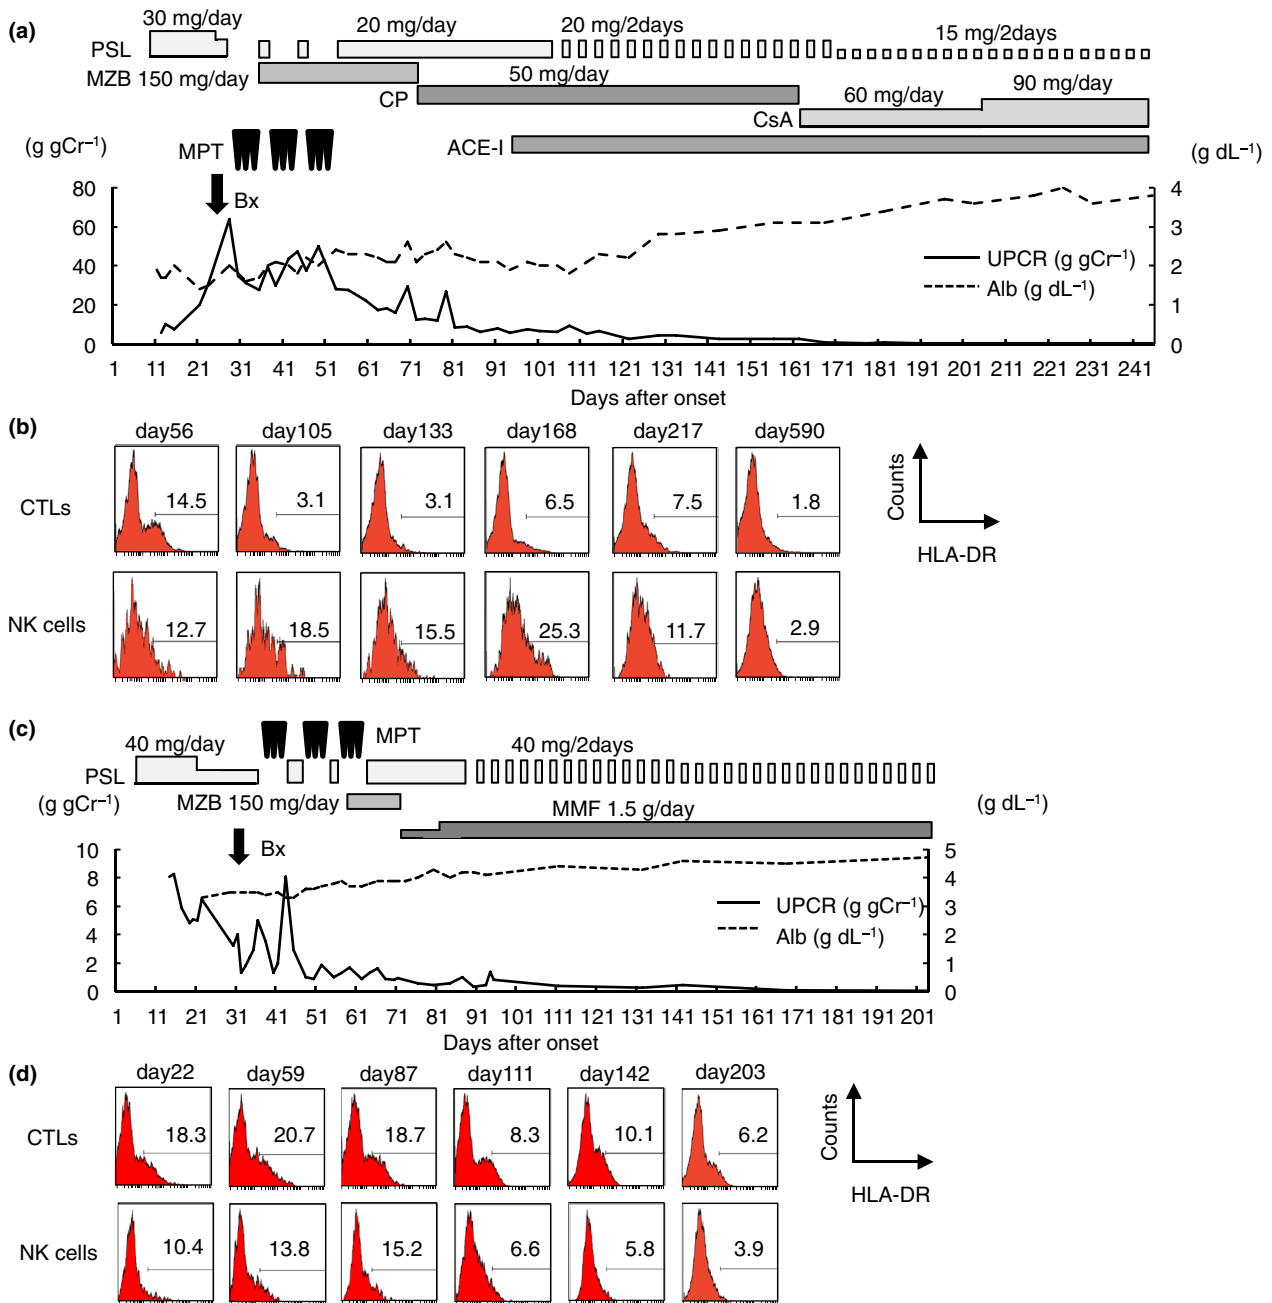 (a)
30 mg/day
20 mg/day
20 mg/2days
15 mg/2days
PSL
MZB 150 mg/day
50 mg/day
CP
60 mg/day
90 mg/day
CsA
(g gCr⁻¹)
MPT
ACE-I
(g dL⁻¹)
Bx
80
60
40
20
0
4
3
2
1
0
UPCR (g gCr⁻¹)
Alb (g dL⁻¹)
1 11 21 31 41 51 61 71 81 91 101 111 121 131 141 151 161 171 181 191 201 211 221 231 241
Days after onset
(b)
day56 day105 day133 day168 day217 day590
CTLs
14.5 3.1 3.1 6.5 7.5 1.8
Counts
HLA-DR
NK cells
12.7 18.5 15.5 25.3 11.7 2.9
(c)
MPT
40 mg/day
40 mg/2days
PSL
(g gCr⁻¹)
MZB 150 mg/day
MMF 1.5 g/day
(g dL⁻¹)
Bx
10
8
6
4
2
0
5
4
3
2
1
0
UPCR (g gCr⁻¹)
Alb (g dL⁻¹)
1 11 21 31 41 51 61 71 81 91 101 111 121 131 141 151 161 171 181 191 201
Days after onset
(d)
day22 day59 day87 day111 day142 day203
CTLs
18.3 20.7 18.7 8.3 10.1 6.2
Counts
HLA-DR
NK cells
10.4 13.8 15.2 6.6 5.8 3.9